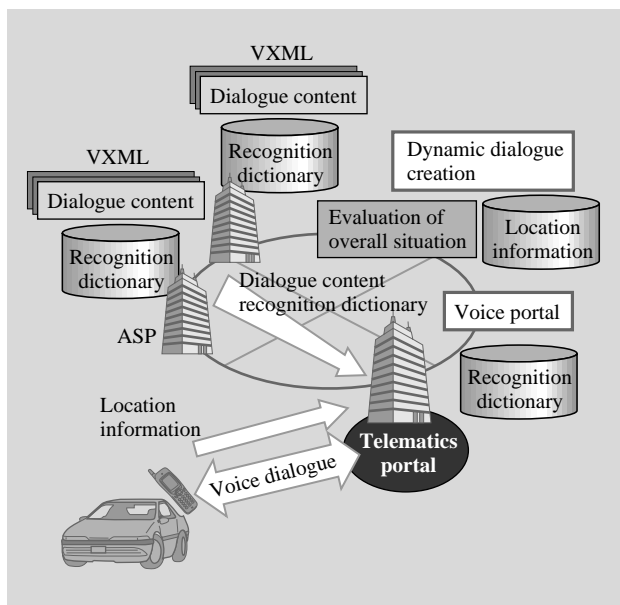 VXML
Dialogue content
Recognition
dictionary
VXML
Dialogue content
Recognition
dictionary
Dynamic dialogue
creation
Evaluation of
overall situation
Location
information
Dialogue content
recognition dictionary
Voice portal
ASP
Recognition
dictionary
Location
information
Telematics
portal
Voice dialogue